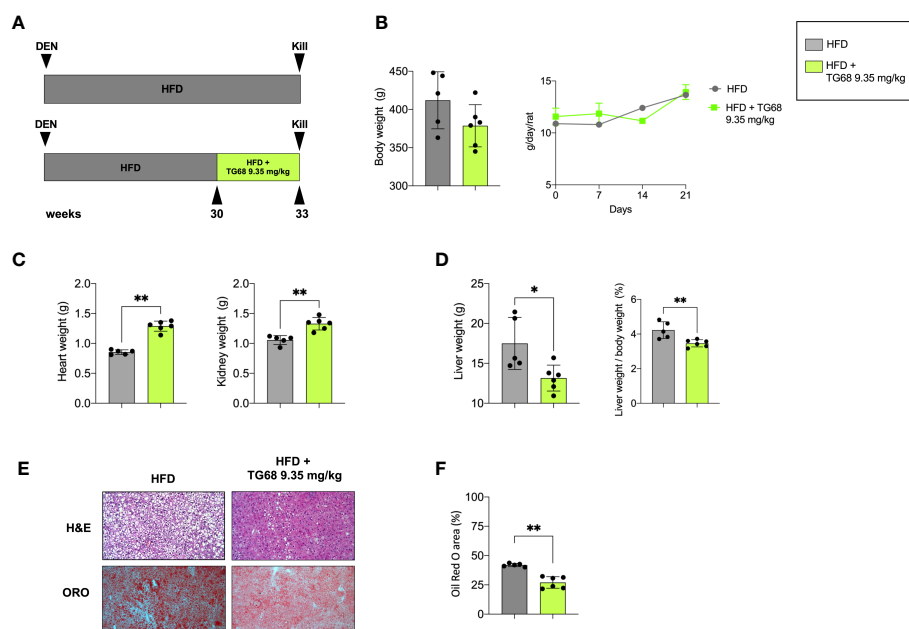 A
DEN
Kill
HFD
DEN
Kill
HFD
HFD +
TG68 9.35 mg/kg
weeks
30
33
B
Body weight (g)
450
400
350
300
g/day/rat
15
10
5
0
7
14
21
Days
HFD
HFD + TG68
9.35 mg/kg
HFD
HFD +
TG68 9.35 mg/kg
C
Heart weight (g)
2.0
1.5
1.0
0.5
0.0
**
Kidney weight (g)
2.0
1.5
1.0
0.5
0.0
**
D
Liver weight (g)
25
20
15
10
*
Liver weight / body weight (%)
6
4
2
0
**
E
HFD
HFD +
TG68 9.35 mg/kg
H&E
ORO
F
Oil Red O area (%)
100
75
50
25
0
**